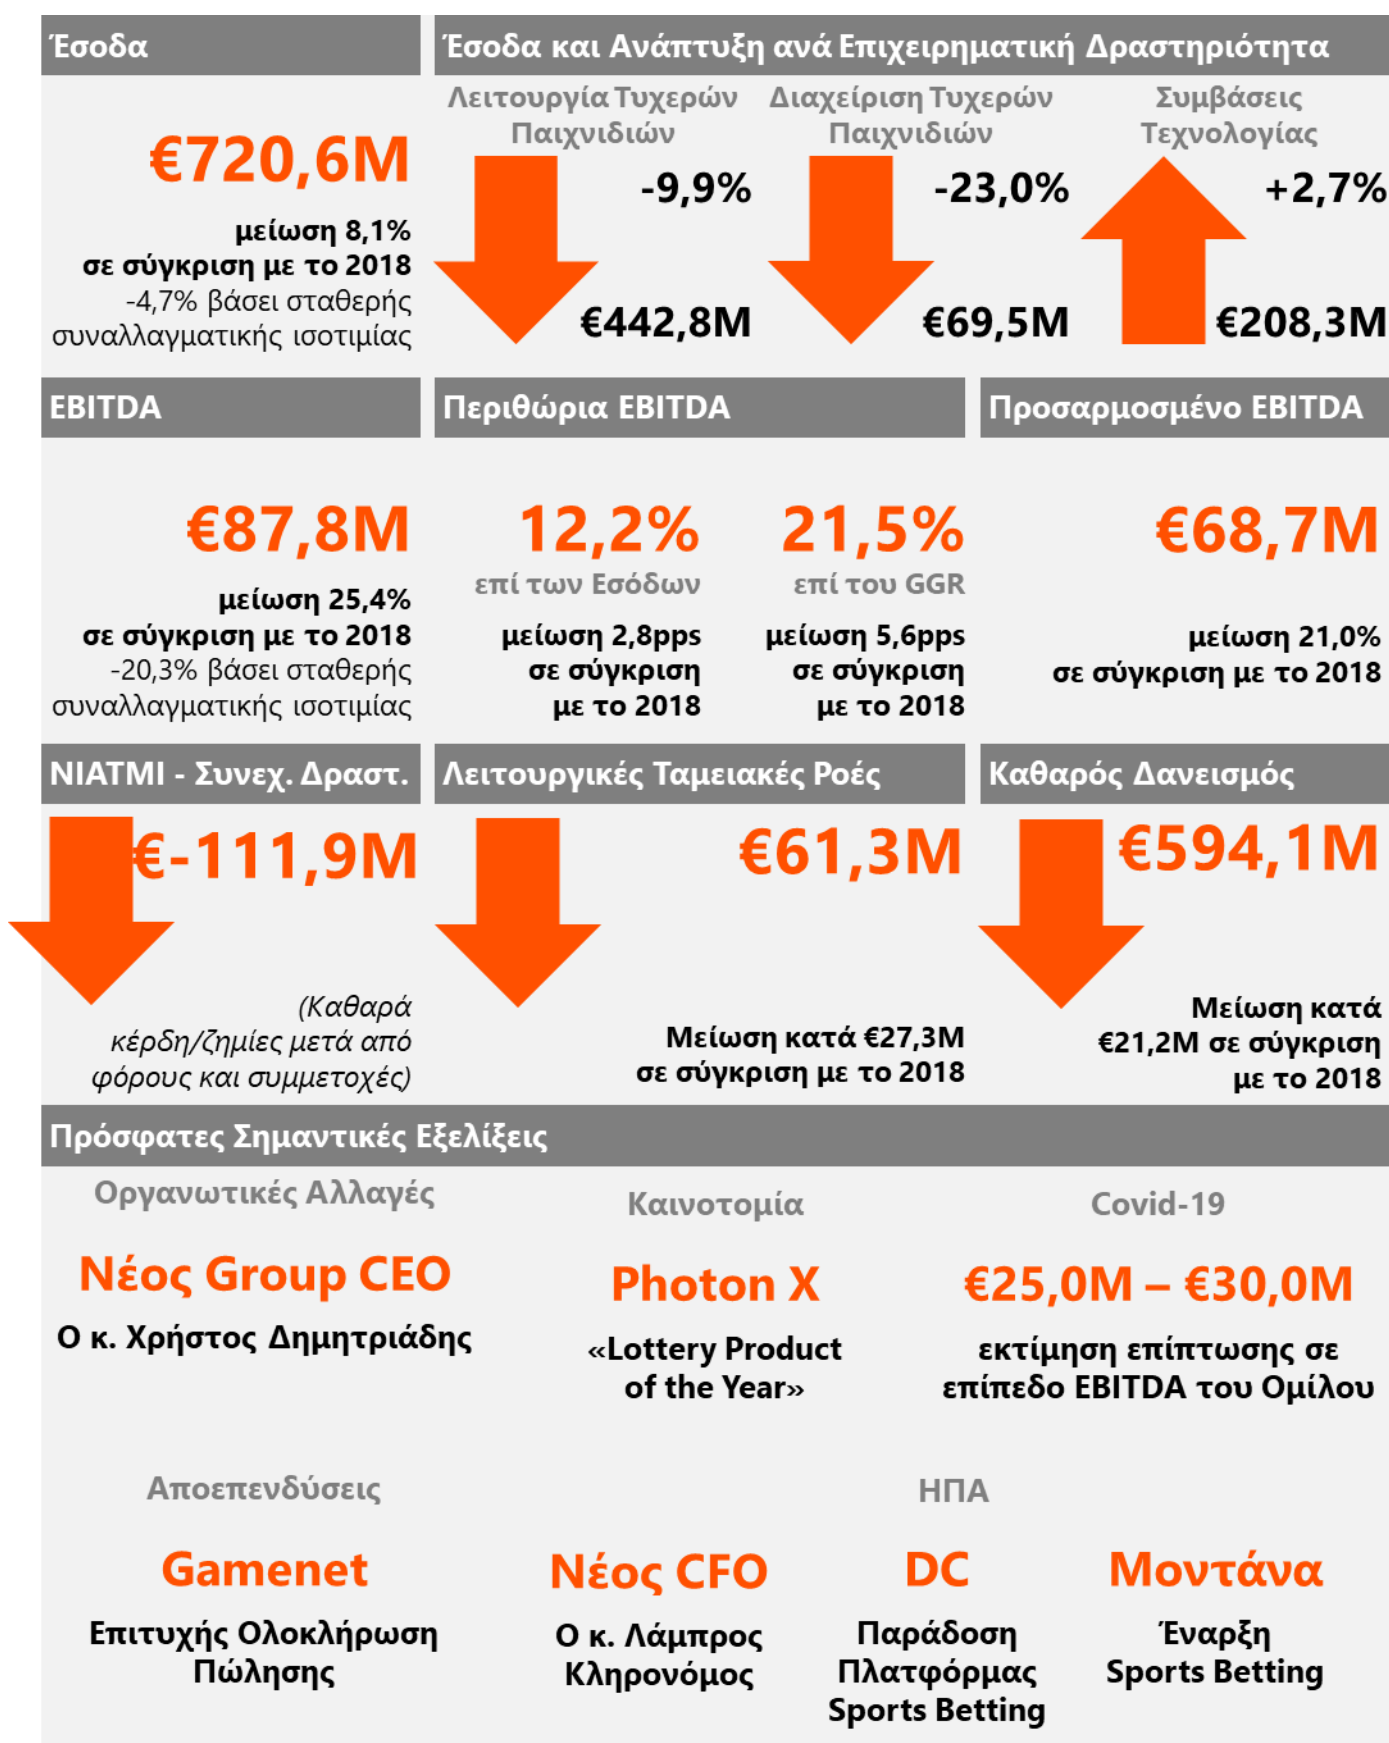 Έσοδα
€720,6M
μείωση 8,1%
σε σύγκριση με το 2018
-4,7% βάσει σταθερής
συναλλαγματικής ισοτιμίας
Έσοδα και Ανάπτυξη ανά Επιχειρηματική Δραστηριότητα
Λειτουργία Τυχερών
Παιχνιδιών
-9,9%
€442,8M
Διαχείριση Τυχερών
Παιχνιδιών
-23,0%
€69,5M
Συμβάσεις
Τεχνολογίας
+2,7%
€208,3M
EBITDA
€87,8M
μείωση 25,4%
σε σύγκριση με το 2018
-20,3% βάσει σταθερής
συναλλαγματικής ισοτιμίας
Περιθώρια EBITDA
12,2%
επί των Εσόδων
μείωση 2,8pps
σε σύγκριση
με το 2018
21,5%
επί του GGR
μείωση 5,6pps
σε σύγκριση
με το 2018
Προσαρμοσμένο EBITDA
€68,7M
μείωση 21,0%
σε σύγκριση με το 2018
NIATMI - Συνεχ. Δραστ.
€-111,9M
(Καθαρά
κέρδη/ζημίες μετά από
φόρους και συμμετοχές)
Λειτουργικές Ταμειακές Ροές
€61,3M
Μείωση κατά €27,3M
σε σύγκριση με το 2018
Καθαρός Δανεισμός
€594,1M
Μείωση κατά
€21,2M σε σύγκριση
με το 2018
Πρόσφατες Σημαντικές Εξελίξεις
Οργανωτικές Αλλαγές
Νέος Group CEO
Ο κ. Χρήστος Δημητριάδης
Καινοτομία
Photon X
«Lottery Product
of the Year»
Covid-19
€25,0M – €30,0M
εκτίμηση επίπτωσης σε
επίπεδο EBITDA του Ομίλου
Αποεπενδύσεις
Gamenet
Επιτυχής Ολοκλήρωση
Πώλησης
Νέος CFO
Ο κ. Λάμπρος
Κληρονόμος
ΗΠΑ
DC
Παράδοση
Πλατφόρμας
Sports Betting
Μοντάνα
Έναρξη
Sports Betting